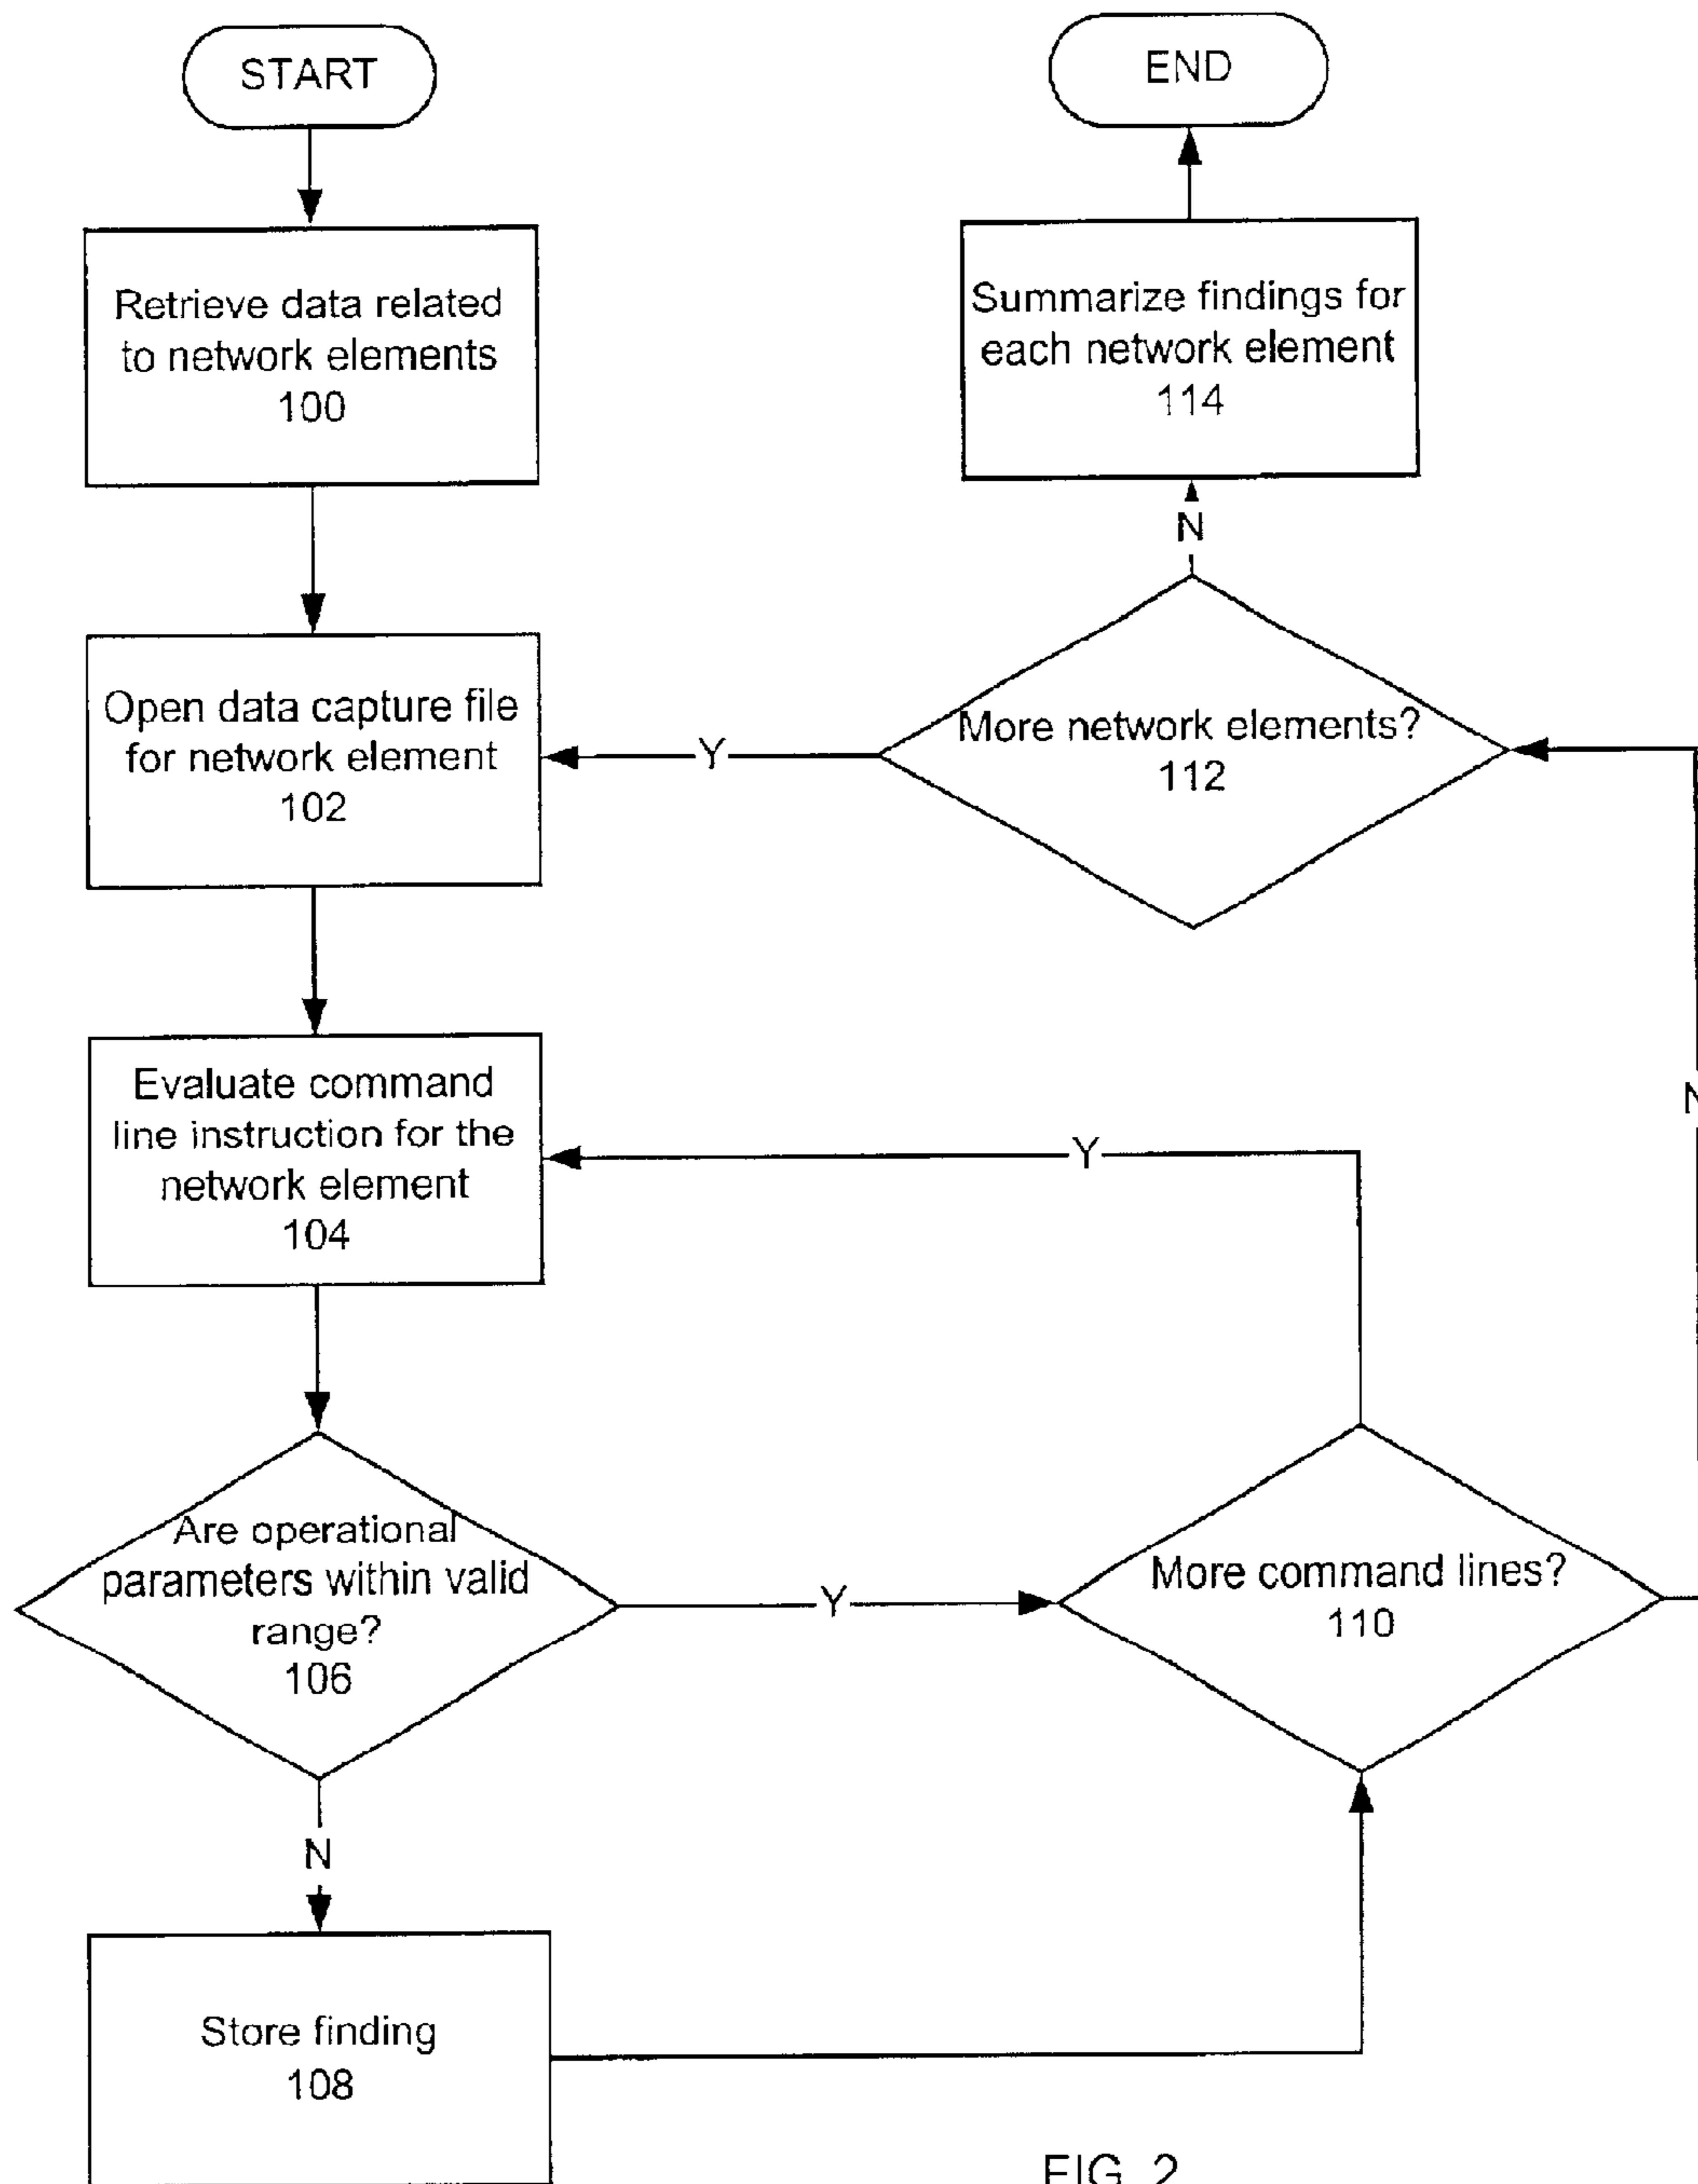 START
Retrieve data related
to network elements
100
Open data capture file
for network element
102
Evaluate command
line instruction for the
network element
104
Are operational
parameters within valid
range?
106
N
Store finding
108
Y
More command lines?
110
Y
N
More network elements?
112
Y
N
Summarize findings for
each network element
114
END
FIG. 2